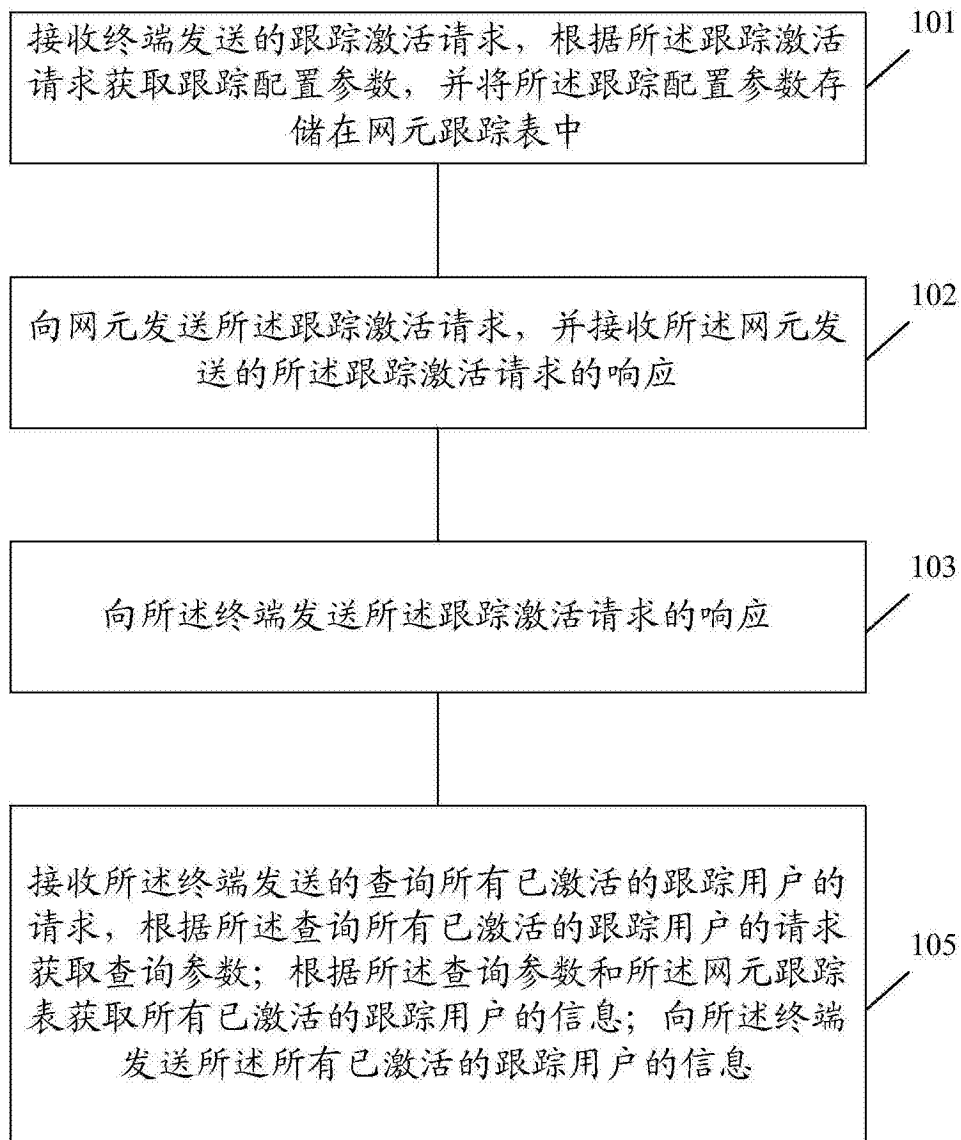 接收终端发送的跟踪激活请求，根据所述跟踪激活
请求获取跟踪配置参数，并将所述跟踪配置参数存
储在网元跟踪表中
101
向网元发送所述跟踪激活请求，并接收所述网元发
送的所述跟踪激活请求的响应
102
向所述终端发送所述跟踪激活请求的响应
103
接收所述终端发送的查询所有已激活的跟踪用户的
请求，根据所述查询所有已激活的跟踪用户的请求
获取查询参数；根据所述查询参数和所述网元跟踪
表获取所有已激活的跟踪用户的信息；向所述终端
发送所述所有已激活的跟踪用户的信息
105